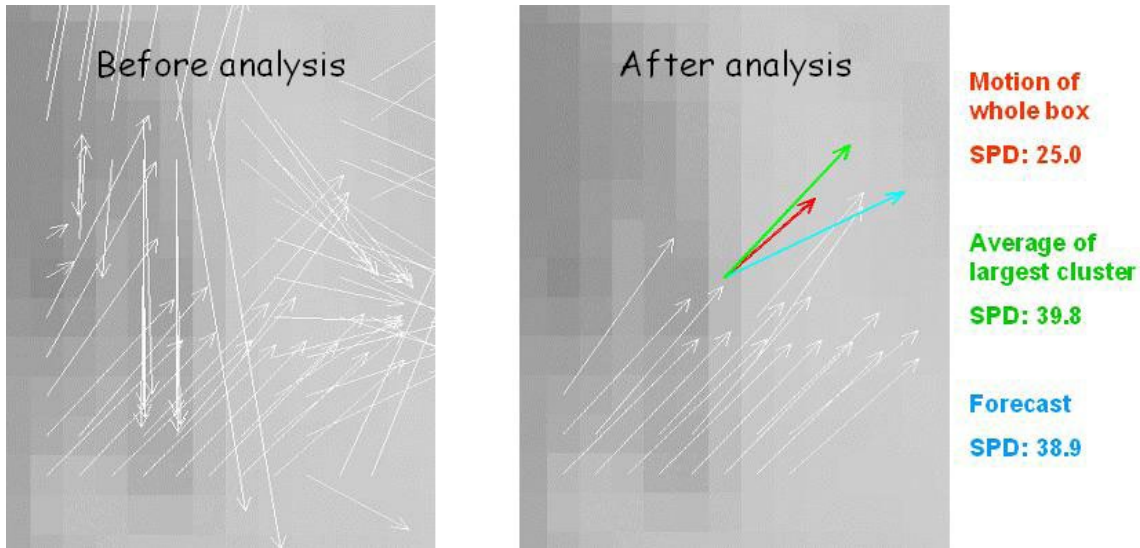 Before analysis
After analysis
Motion of
whole box
SPD: 25.0
Average of
largest cluster
SPD: 39.8
Forecast
SPD: 38.9